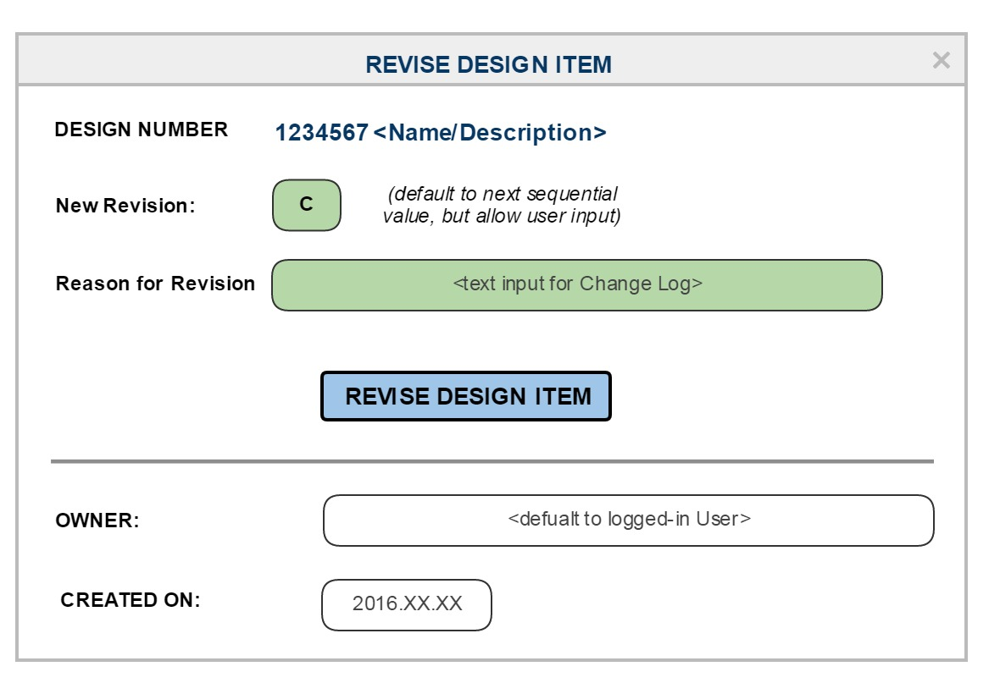 REVISE DESIGN ITEM
DESIGN NUMBER 1234567 <Name/Description>
New Revision: C (default to next sequential
value, but allow user input)
Reason for Revision <text input for Change Log>
REVISE DESIGN ITEM
OWNER: <defualt to logged-in User>
CREATED ON: 2016.XX.XX